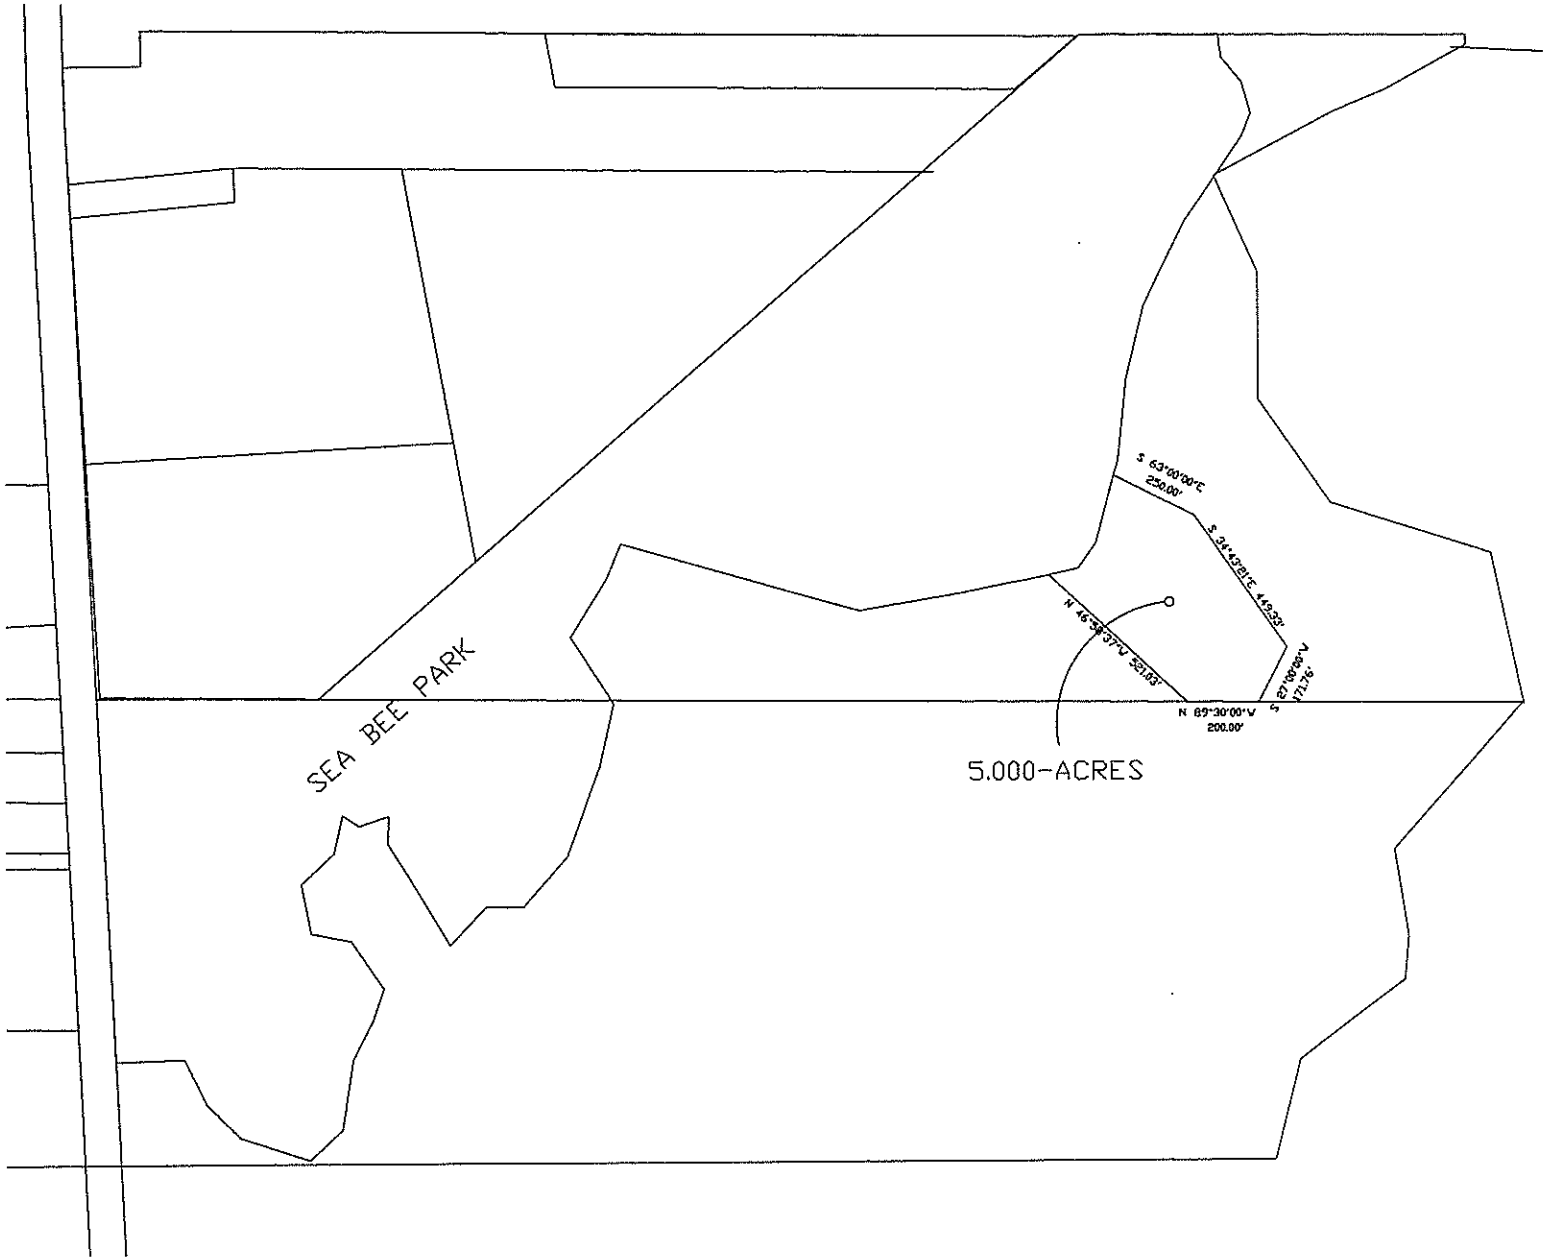 S 63°00'00"E
250.00'
S 34°43'21"E 449.33'
N 46°58'37"W 521.03'
S 27°00'00"W
171.76'
N 89°30'00"W
200.00'
SEA BEE PARK
5.000-ACRES